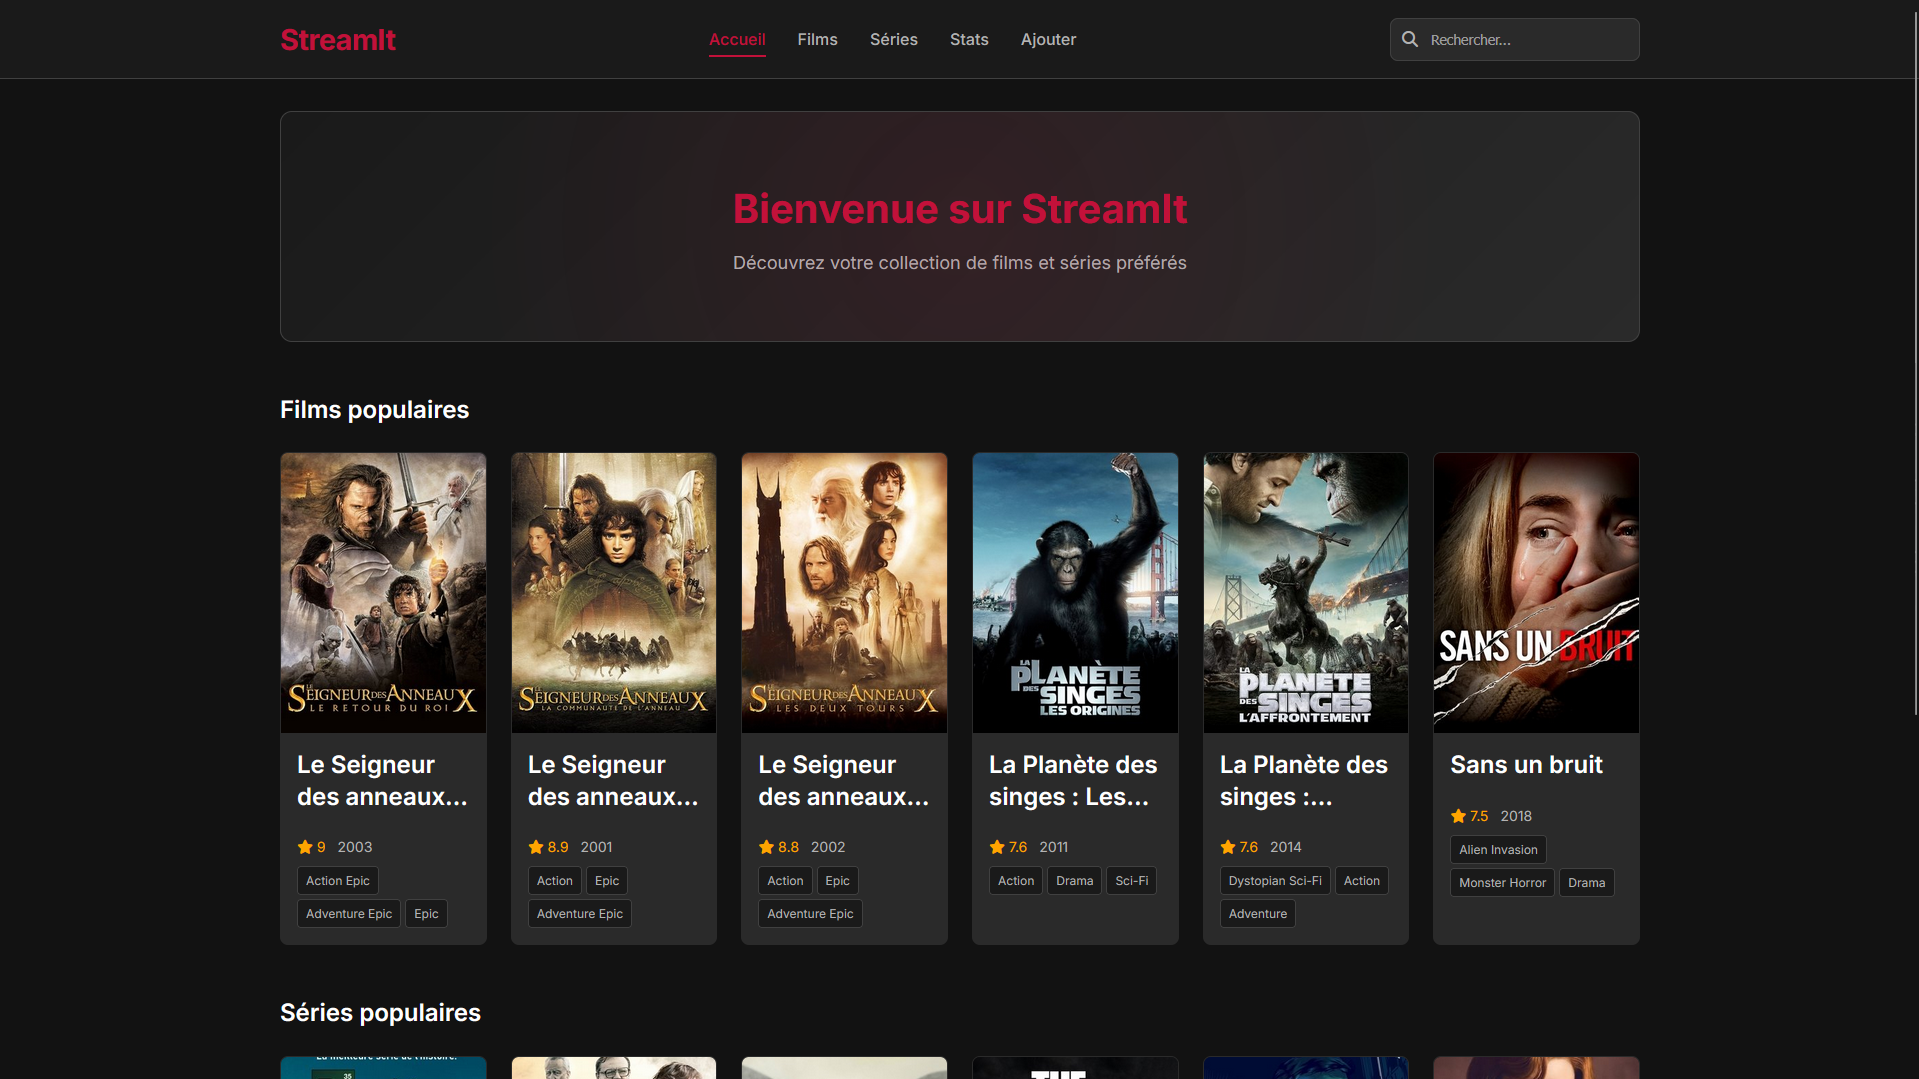 StreamIt
Accueil
Films
Séries
Stats
Ajouter
Rechercher...
Bienvenue sur StreamIt
Découvrez votre collection de films et séries préférés
Films populaires
LE SEIGNEUR DES ANNEAUX
LE RETOUR DU ROI
LE SEIGNEUR DES ANNEAUX
LA COMMUNAUTÉ DE L'ANNEAU
LE SEIGNEUR DES ANNEAUX
LES DEUX TOURS
LA PLANÈTE
DES SINGES
LES ORIGINES
LA
PLANÈTE
DES SINGES
L'AFFRONTEMENT
SANS UN BRUIT
Le Seigneur
des anneaux...
9 2003
Action Epic
Adventure Epic Epic
Le Seigneur
des anneaux...
8.9 2001
Action Epic
Adventure Epic
Le Seigneur
des anneaux...
8.8 2002
Action Epic
Adventure Epic
La Planète des
singes : Les...
7.6 2011
Action Drama Sci-Fi
La Planète des
singes :...
7.6 2014
Dystopian Sci-Fi Action
Adventure
Sans un bruit
7.5 2018
Alien Invasion
Monster Horror Drama
Séries populaires
La meilleure série de l'histoire.
35
THE